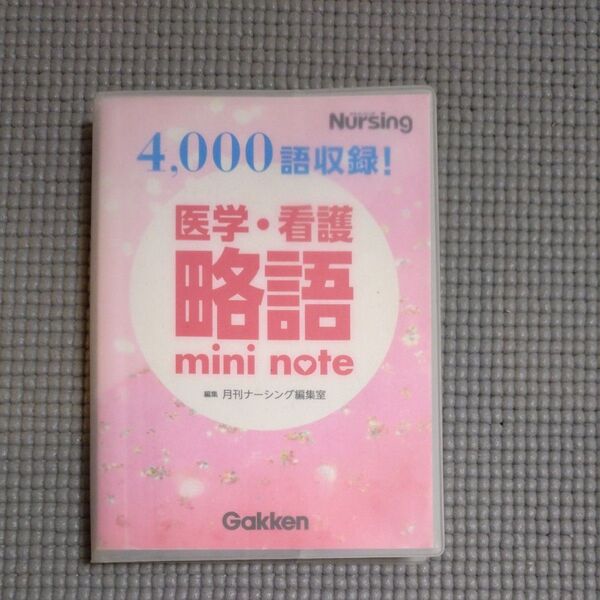 Nursing
4,000語収録!
医学・看護
略語
mini note
編集 月刊ナーシング編集室
Gakken